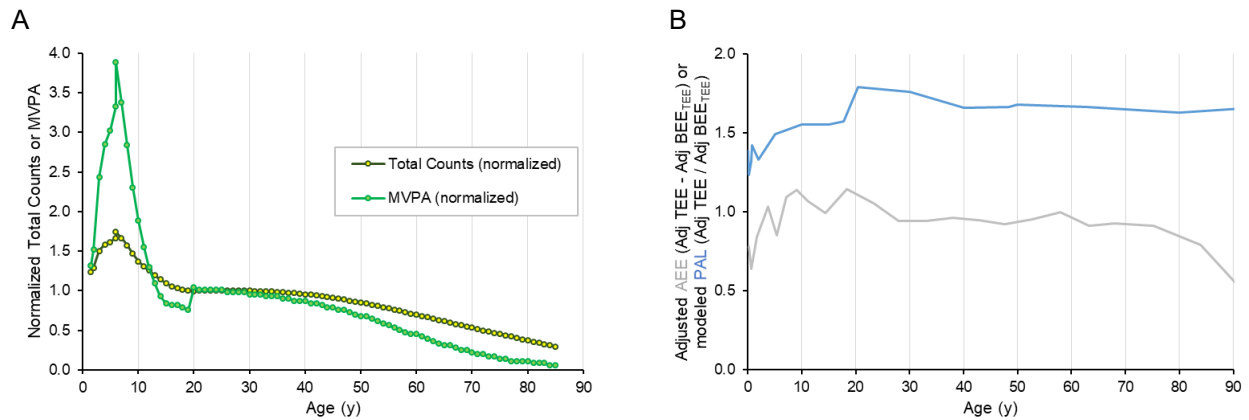 A
Normalized Total Counts or MVPA
4.0
3.5
3.0
2.5
2.0
1.5
1.0
0.5
0.0
Total Counts (normalized)
MVPA (normalized)
0 10 20 30 40 50 60 70 80 90
Age (y)
B
Adjusted AEE (Adj TEE - Adj BEE_TEE) or
modeled PAL (Adj TEE / Adj BEE_TEE)
2.0
1.5
1.0
0.5
0.0
0 10 20 30 40 50 60 70 80 90
Age (y)